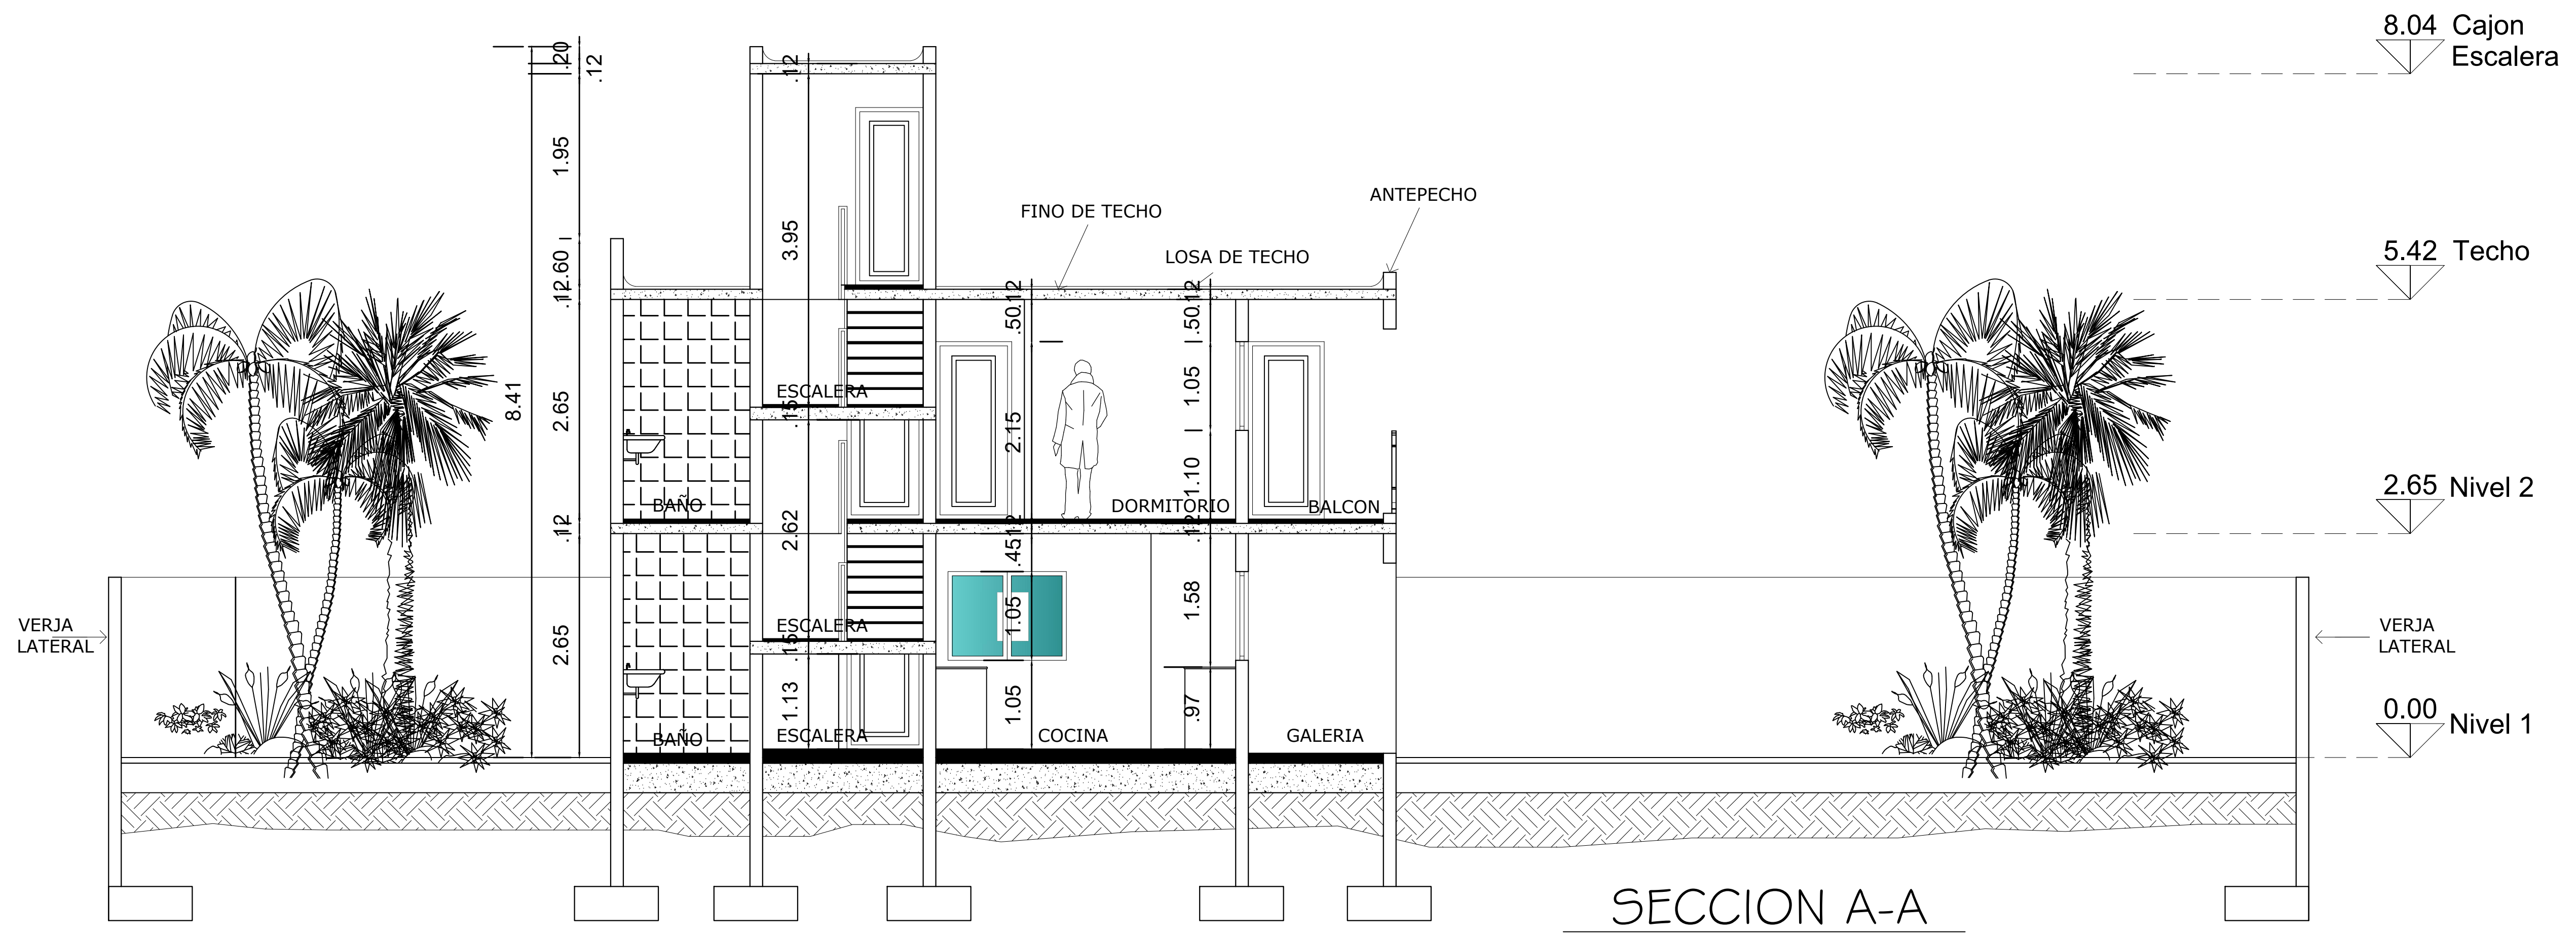 8.04 Cajon
Escalera
.20
.12
.12
1.95
ANTEPECHO
FINO DE TECHO
3.95
5.42 Techo
LOSA DE TECHO
.60
.12
.12
.50
.12
.50
8.41
2.65
ESCALERA
.15
2.15
1.05
1.10
2.65 Nivel 2
BAÑO
DORMITORIO
BALCON
.12
2.62
.12
.45
.12
1.58
1.05
VERJA
LATERAL
ESCALERA
.15
VERJA
LATERAL
2.65
1.13
1.05
.97
0.00 Nivel 1
BAÑO
ESCALERA
COCINA
GALERIA
SECCION A-A